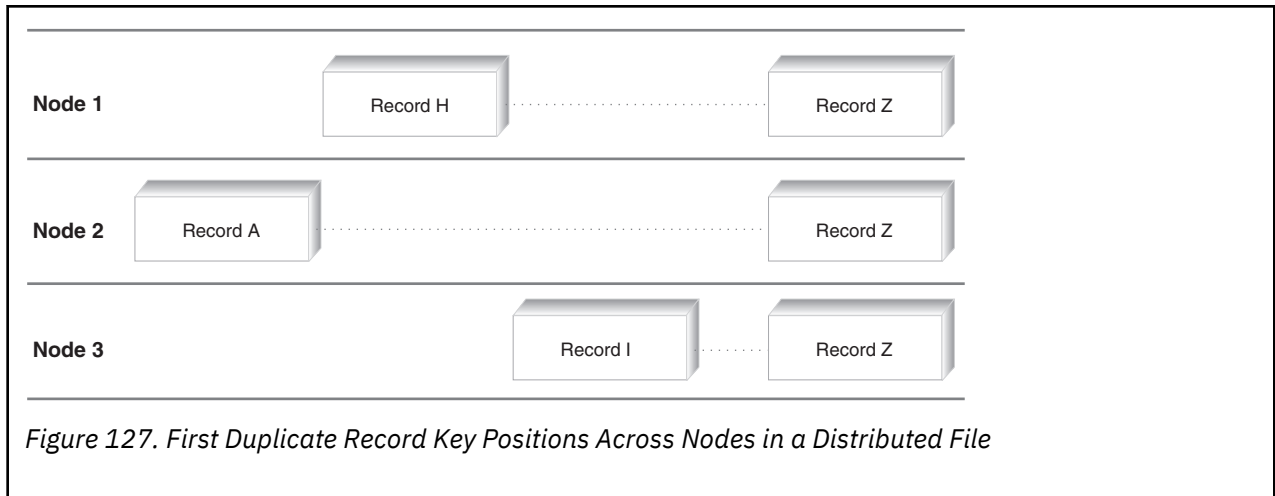 Node 1 Record H Record Z
Node 2 Record A Record Z
Node 3 Record I Record Z
Figure 127. First Duplicate Record Key Positions Across Nodes in a Distributed File